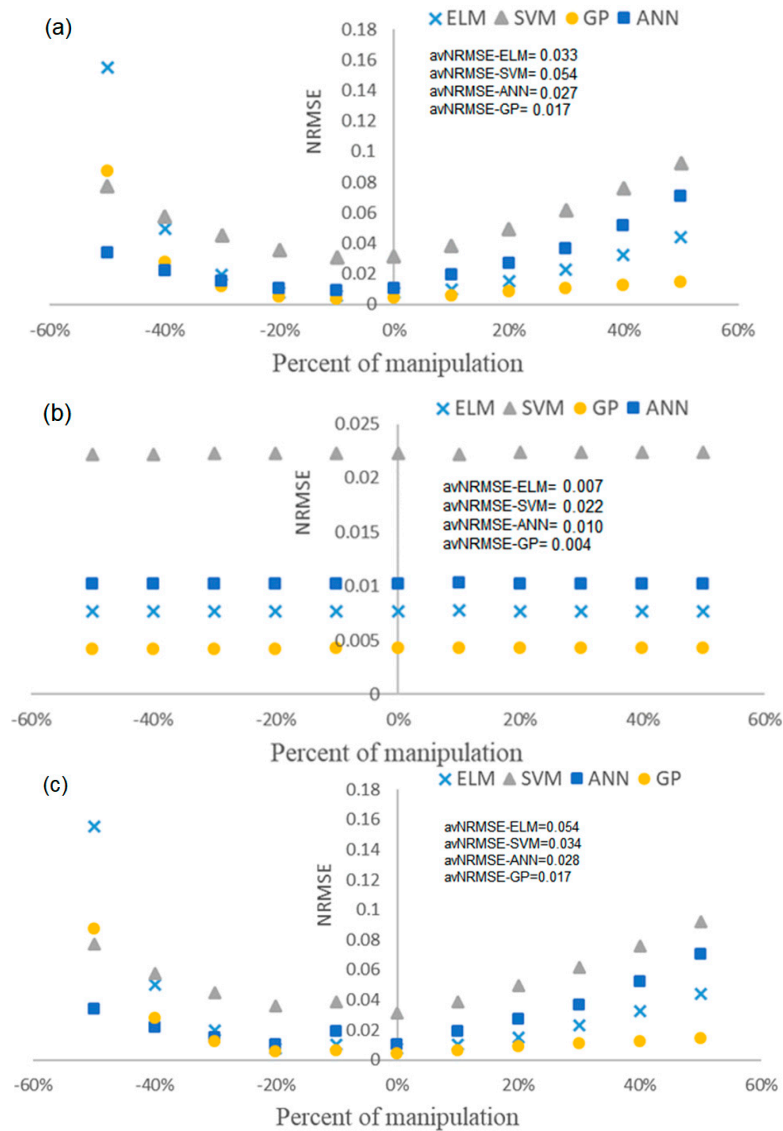 (a)
ELM SVM GP ANN
0.18
0.16
0.14
0.12
0.1
0.08
0.06
0.04
0.02
0
NRMSE
avNRMSE-ELM= 0.033
avNRMSE-SVM= 0.054
avNRMSE-ANN= 0.027
avNRMSE-GP= 0.017
-60% -40% -20% 0% 20% 40% 60%
Percent of manipulation
(b)
ELM SVM GP ANN
0.025
0.02
0.015
0.01
0.005
0
NRMSE
avNRMSE-ELM= 0.007
avNRMSE-SVM= 0.022
avNRMSE-ANN= 0.010
avNRMSE-GP= 0.004
-60% -40% -20% 0% 20% 40% 60%
Percent of manipulation
(c)
ELM SVM ANN GP
0.18
0.16
0.14
0.12
0.1
0.08
0.06
0.04
0.02
0
NRMSE
avNRMSE-ELM=0.054
avNRMSE-SVM=0.034
avNRMSE-ANN=0.028
avNRMSE-GP=0.017
-60% -40% -20% 0% 20% 40% 60%
Percent of manipulation